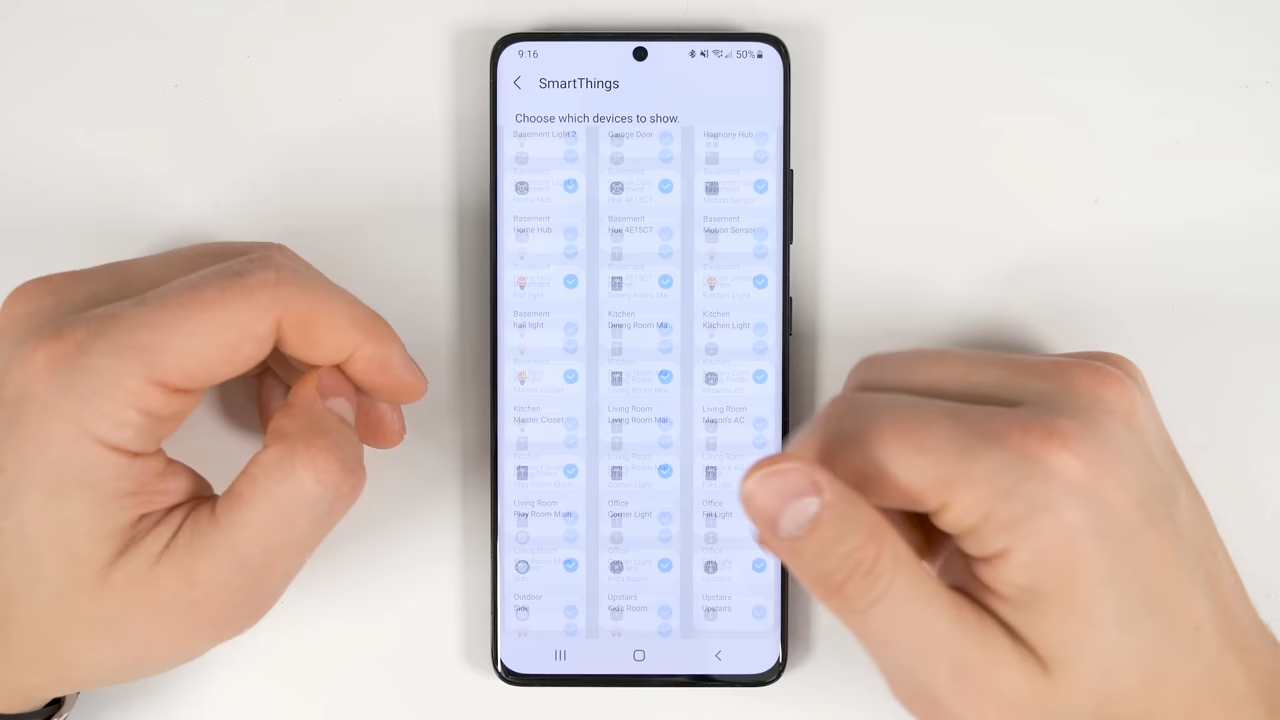 9:16
50%
SmartThings
Choose which devices to show.
Basement Light 2
Garage Door
Harmony Hub
Basement
Home Hub
Basement
Hue 4E15C7
Basement
Motion Sensor
Basement
hall light
Kitchen
Dining Room Ma
Kitchen
Kitchen Light
Kitchen
Master Closet
Living Room
Living Room Mai
Living Room
Mason's AC
Living Room
Play Room Main
Office
Corner Light
Office
Fill Light
Outdoor
Side
Upstairs
Kid's Room
Upstairs
Upstairs